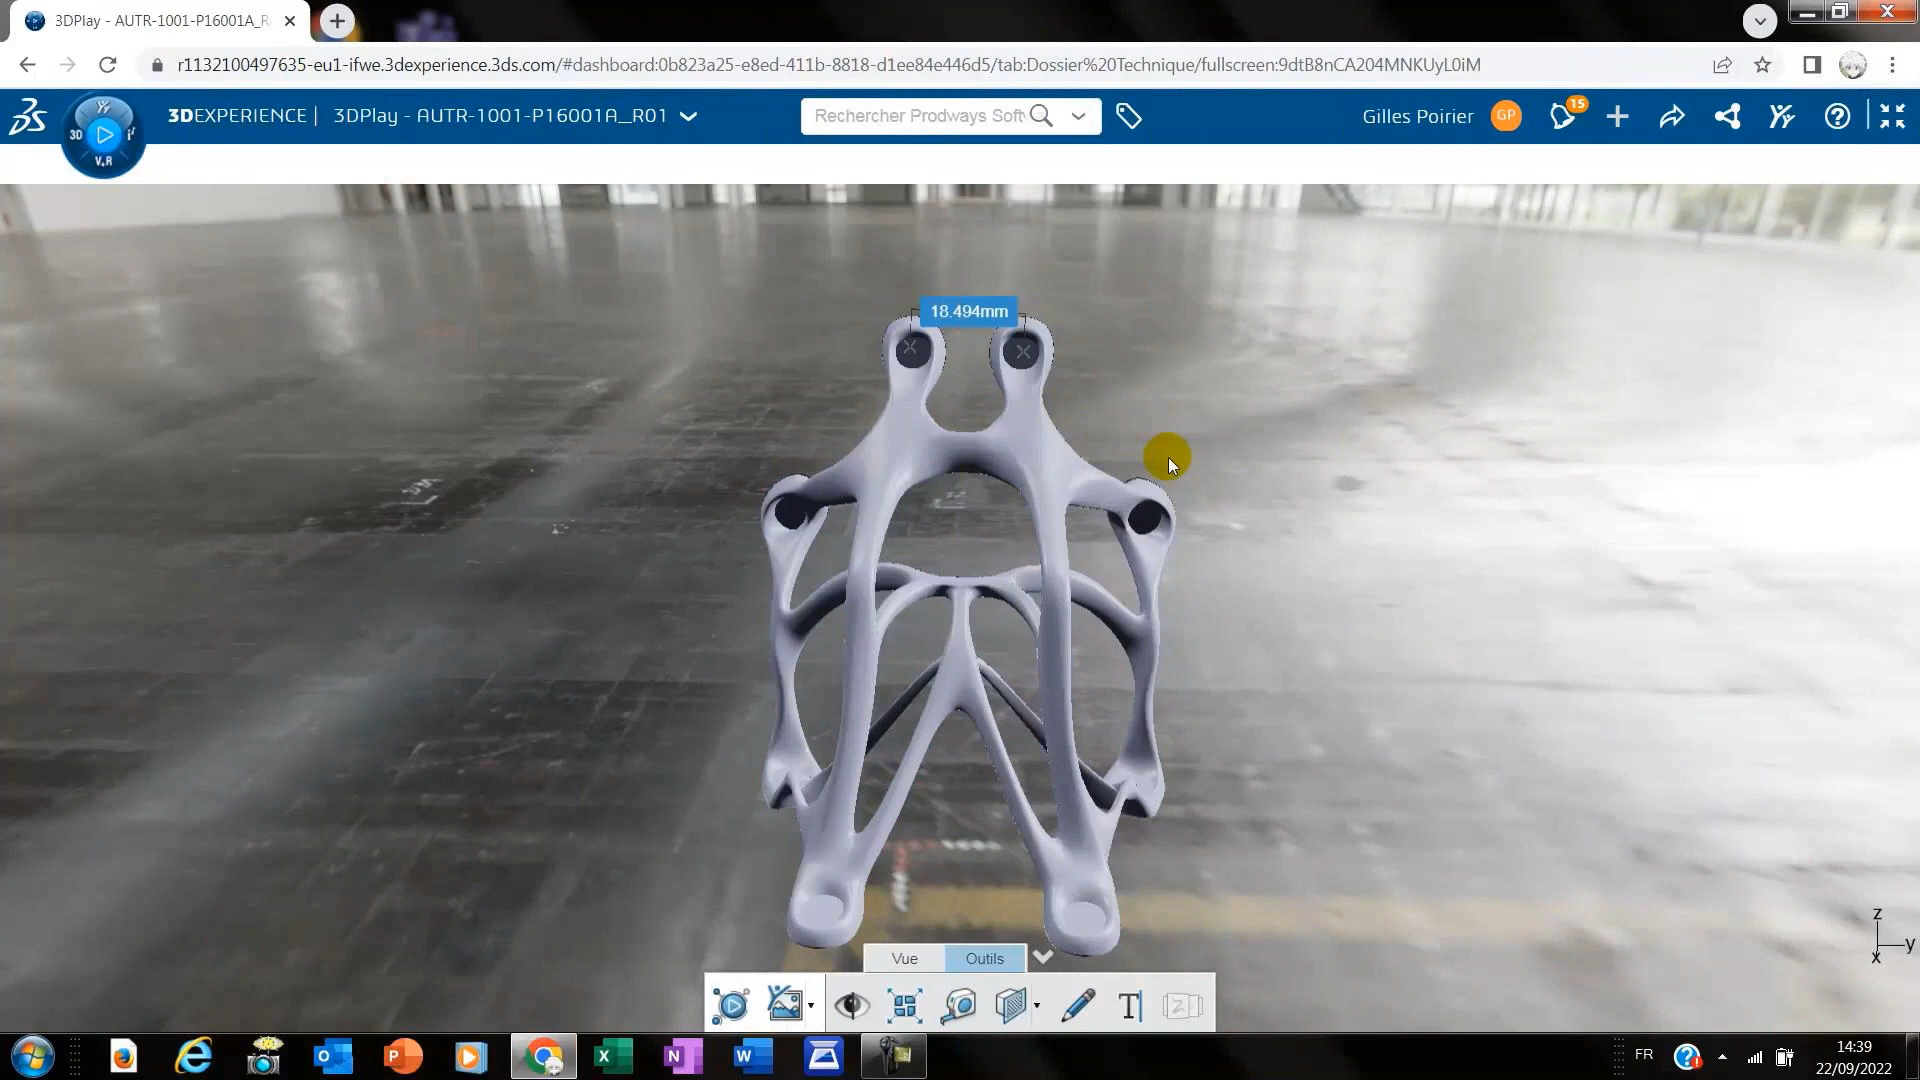 3DPlay - AUTR-1001-P16001A_R
r1132100497635-eu1-ifwe.3dexperience.3ds.com/#dashboard:0b823a25-e8ed-411b-8818-d1ee84e446d5/tab:Dossier%20Technique/fullscreen:9dtB8nCA204MNKUyL0iM
3DEXPERIENCE | 3DPlay - AUTR-1001-P16001A_R01
Rechercher Prodways Soft
Gilles Poirier
GP
15
3D
V.R
18.494mm
z
y
x
Vue
Outils
FR
14:39
22/09/2022